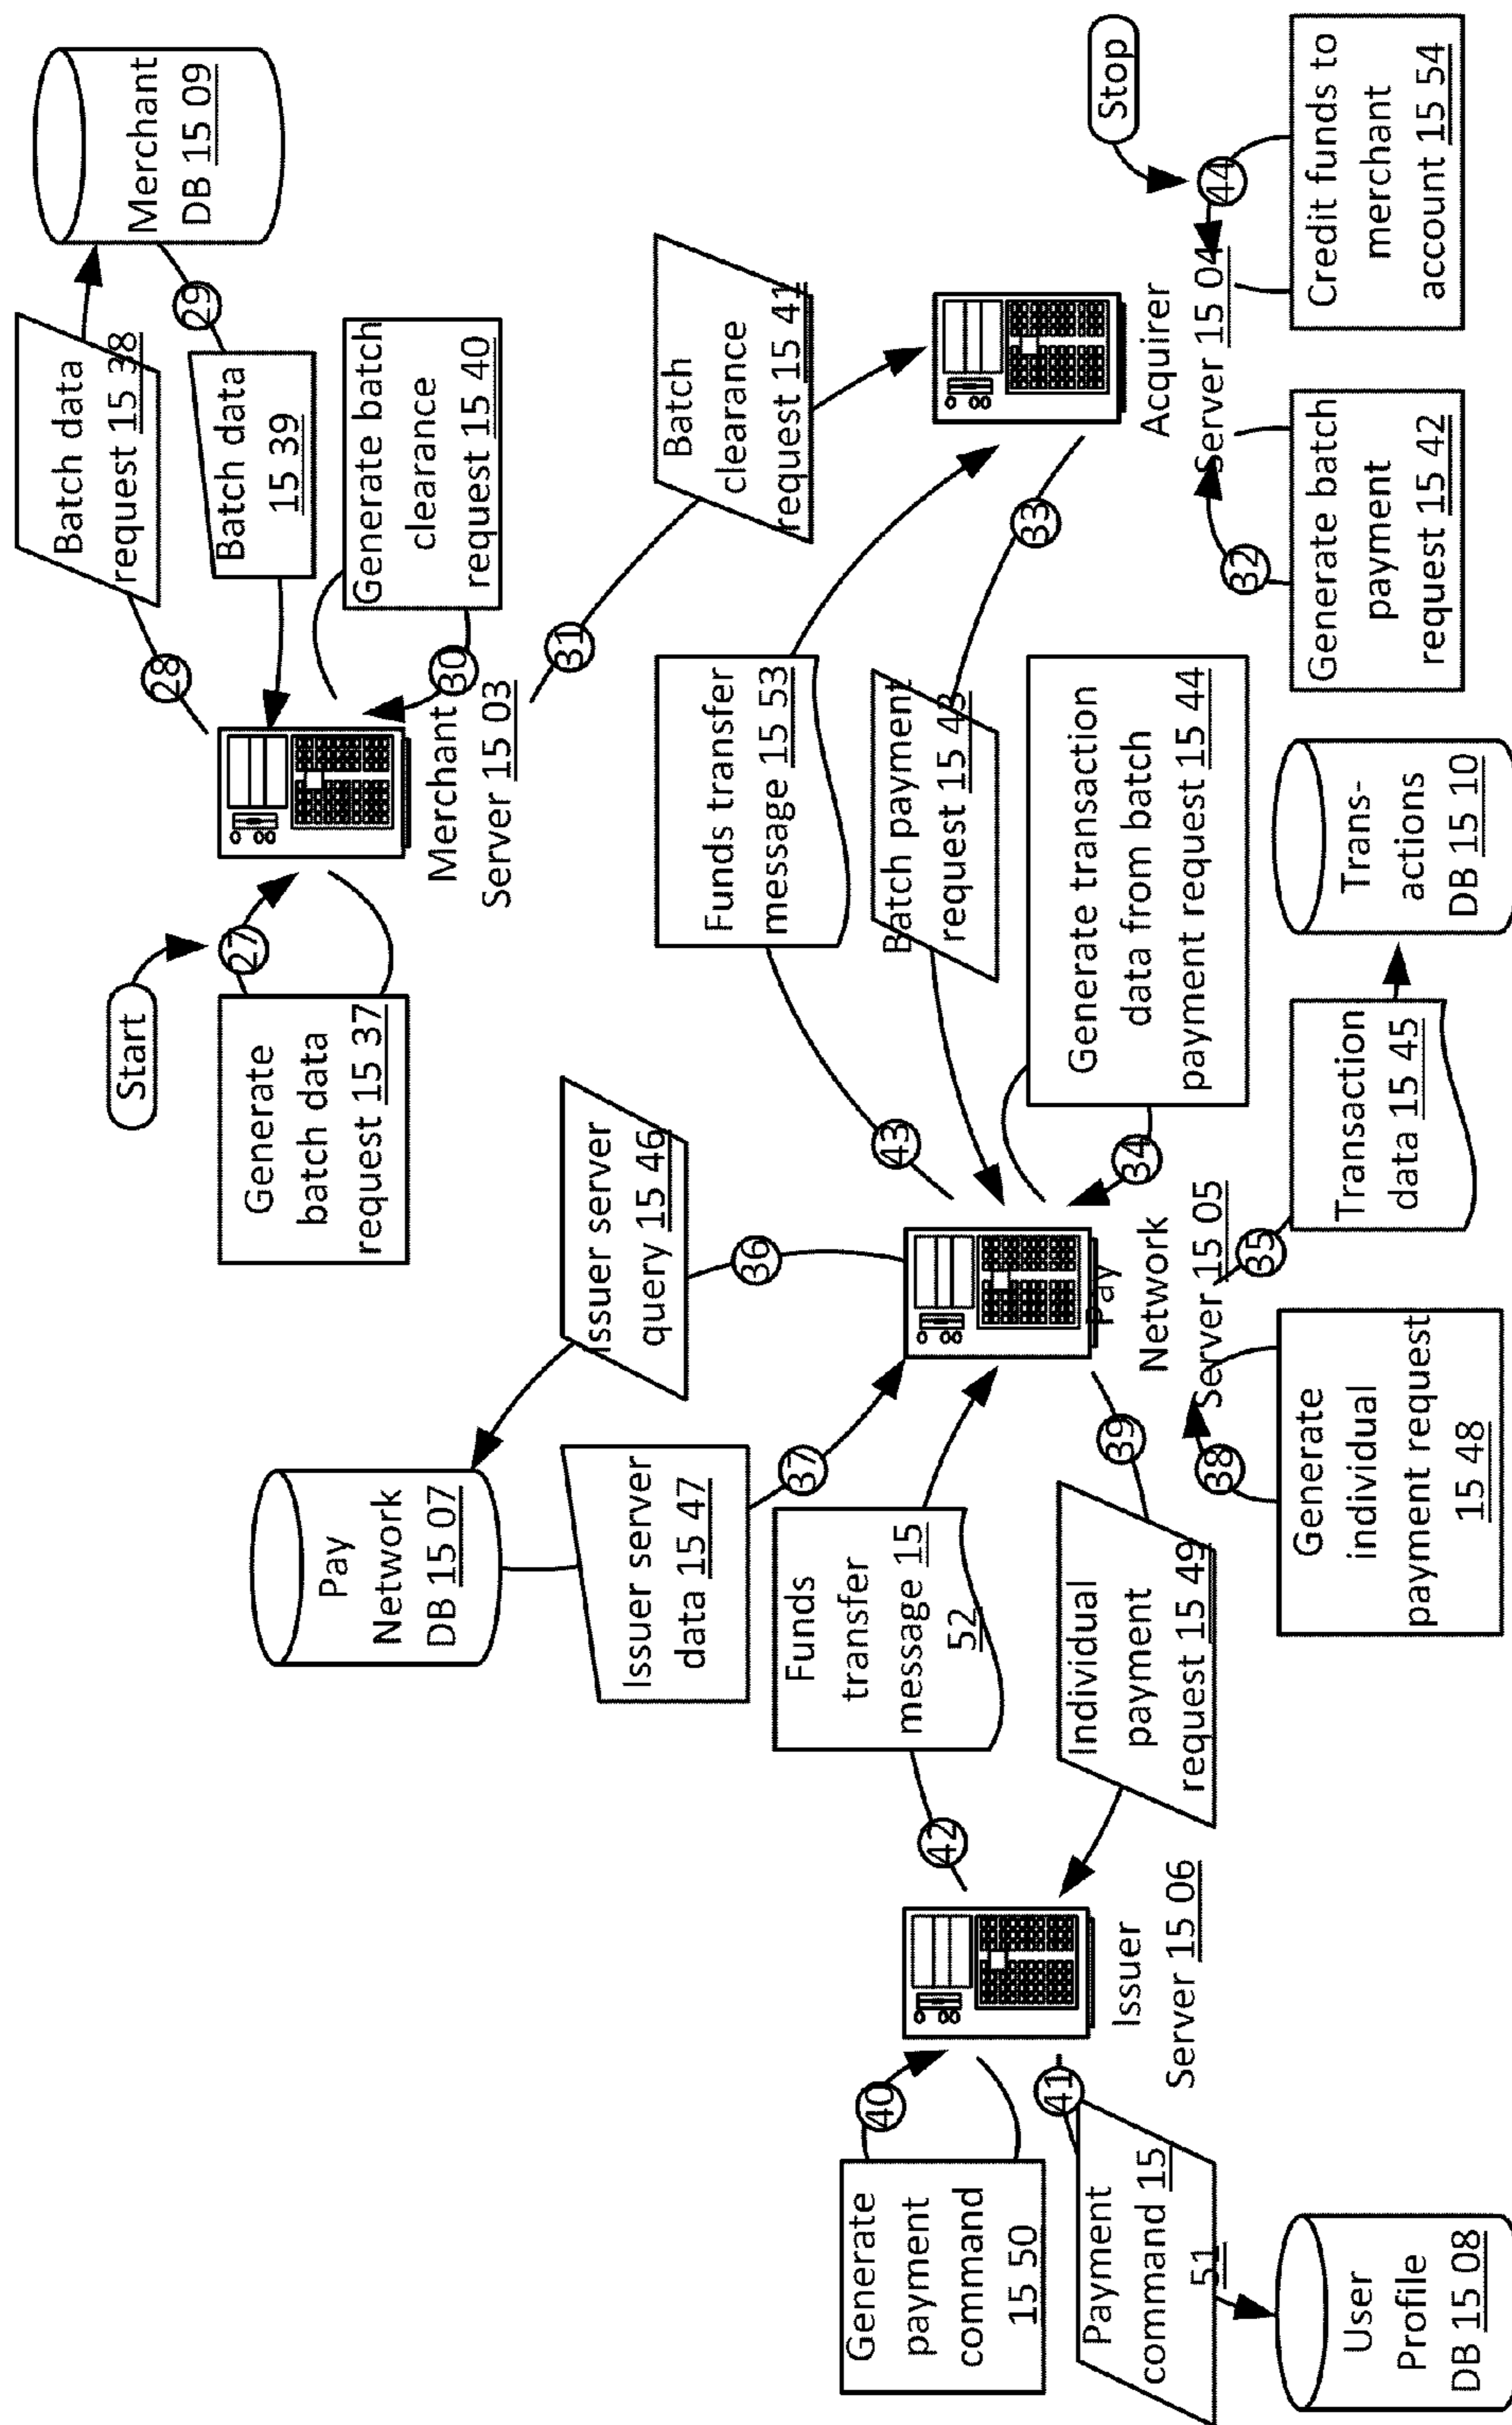 Start
27
Generate
batch data
request 15 37
28
Batch data
request 15 38
Merchant
DB 15 09
29
Batch data
15 39
Merchant
Server 15 03
30
Generate batch
clearance
request 15 40
31
Batch
clearance
request 15 41
Acquirer
Server 15 04
32
Generate batch
payment
request 15 42
33
Batch payment
request 15 43
Pay
Network
Server 15 05
34
Generate transaction
data from batch
payment request 15 44
35
Transaction
data 15 45
Trans-
actions
DB 15 10
36
Issuer server
query 15 46
Pay
Network
DB 15 07
Issuer server
data 15 47
37
38
Generate
individual
payment request
15 48
39
Individual
payment
request 15 49
Issuer
Server 15 06
40
Generate
payment
command
15 50
41
Payment
command 15
51
User
Profile
DB 15 08
42
Funds
transfer
message 15
52
43
Funds transfer
message 15 53
44
Credit funds to
merchant
account 15 54
Stop